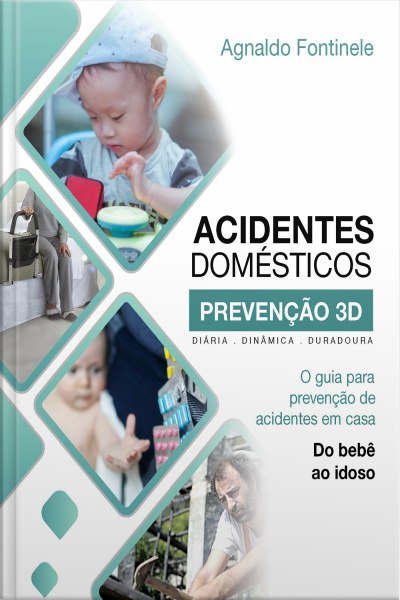 Agnaldo Fontinele
ACIDENTES
DOMÉSTICOS
PREVENÇÃO 3D
DIÁRIA . DINÂMICA . DURADOURA
O guia para
prevenção de
acidentes em casa
Do bebê
ao idoso